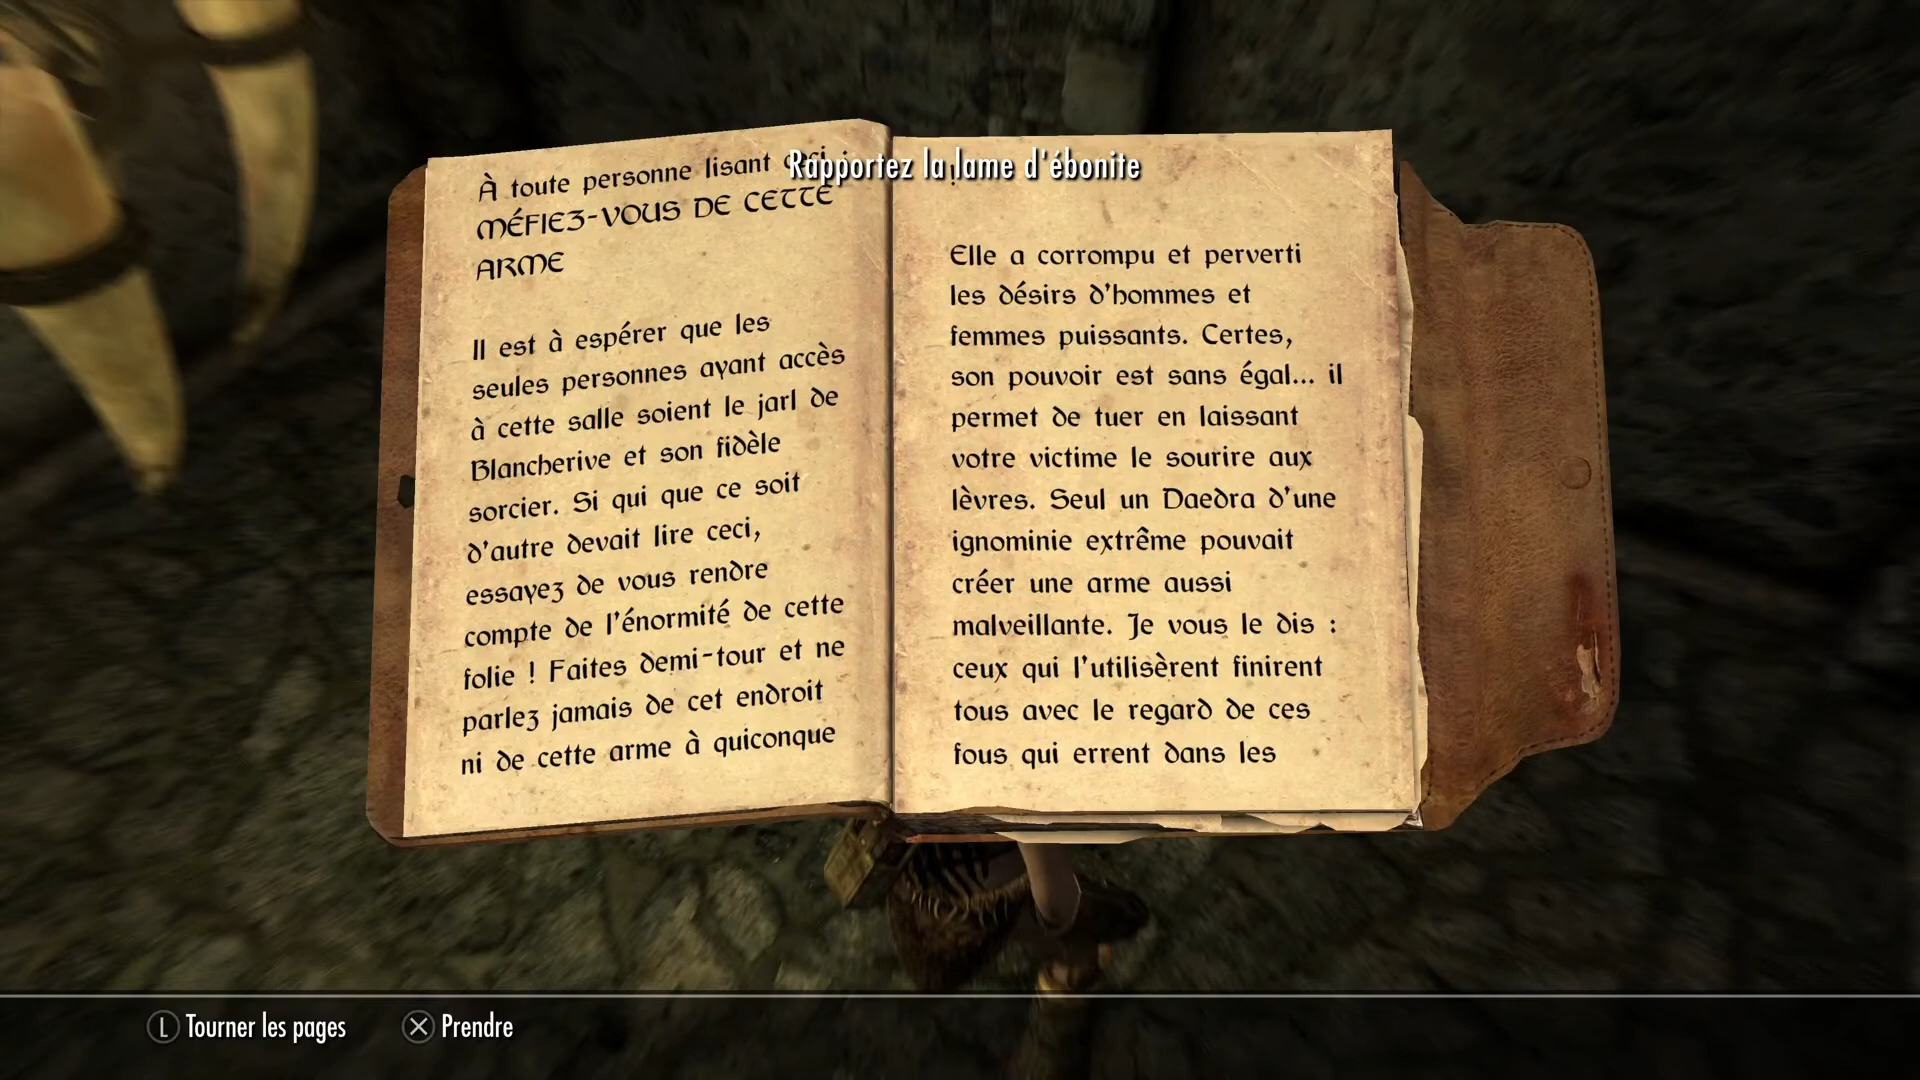 Rapportez la lame d'ébonite
À toute personne lisant ceci :
MÉFIEZ-VOUS DE CETTE
ARME
Il est à espérer que les
seules personnes ayant accès
à cette salle soient le jarl de
Blancherive et son fidèle
sorcier. Si qui que ce soit
d'autre devait lire ceci,
essayez de vous rendre
compte de l'énormité de cette
folie ! Faites demi-tour et ne
parlez jamais de cet endroit
ni de cette arme à quiconque
!
Elle a corrompu et perverti
les désirs d'hommes et
femmes puissants. Certes,
son pouvoir est sans égal... il
permet de tuer en laissant
votre victime le sourire aux
lèvres. Seul un Daedra d'une
ignominie extrême pouvait
créer une arme aussi
malveillante. Je vous le dis :
ceux qui l'utilisèrent finirent
tous avec le regard de ces
fous qui errent dans les
L Tourner les pages
Prendre